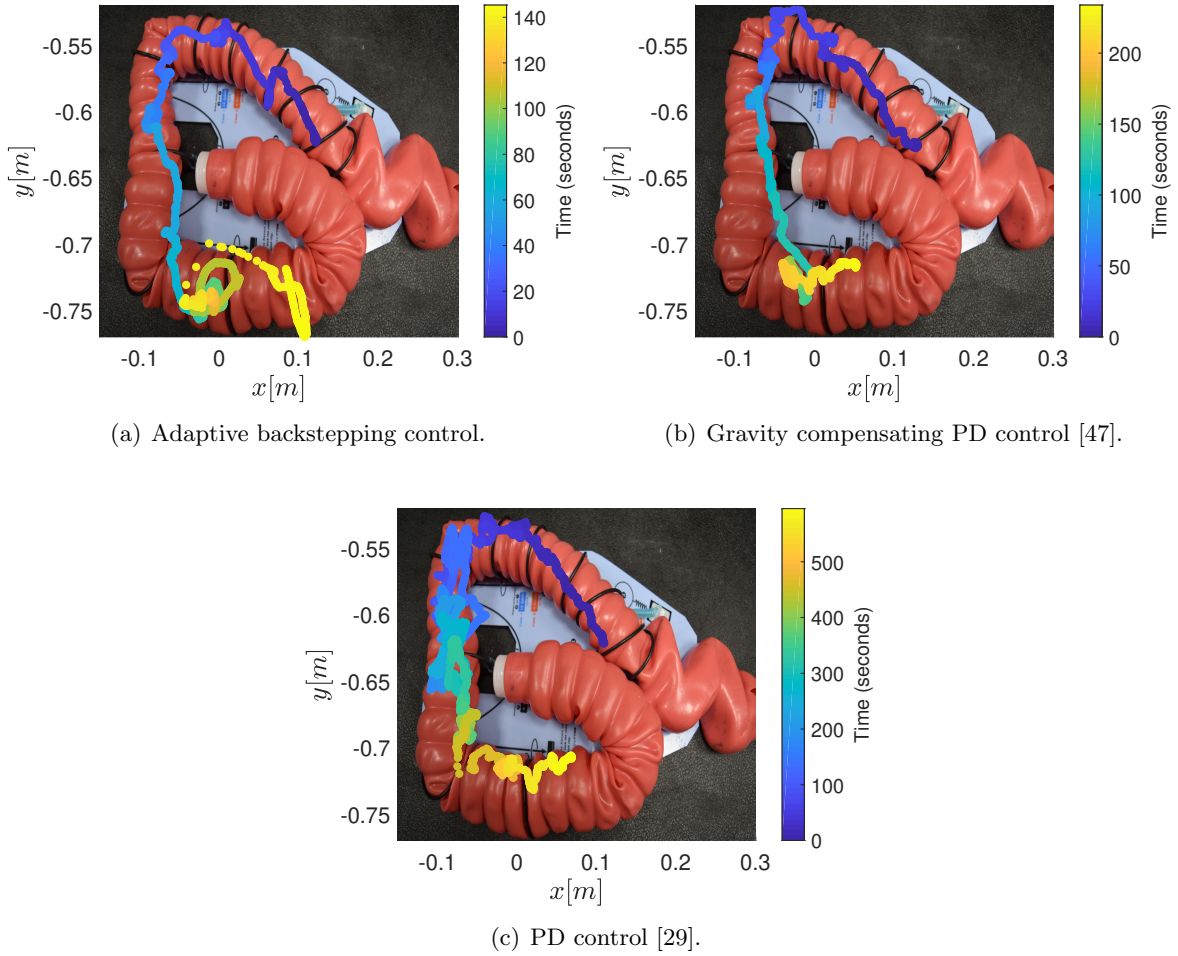 -0.55
-0.6
-0.65
-0.7
-0.75
y[m]
-0.1 0 0.1 0.2 0.3
x[m]
140
120
100
80
60
40
20
0
Time (seconds)
(a) Adaptive backstepping control.
-0.55
-0.6
-0.65
-0.7
-0.75
y[m]
-0.1 0 0.1 0.2 0.3
x[m]
200
150
100
50
0
Time (seconds)
(b) Gravity compensating PD control [47].
-0.55
-0.6
-0.65
-0.7
-0.75
y[m]
-0.1 0 0.1 0.2 0.3
x[m]
500
400
300
200
100
0
Time (seconds)
(c) PD control [29].